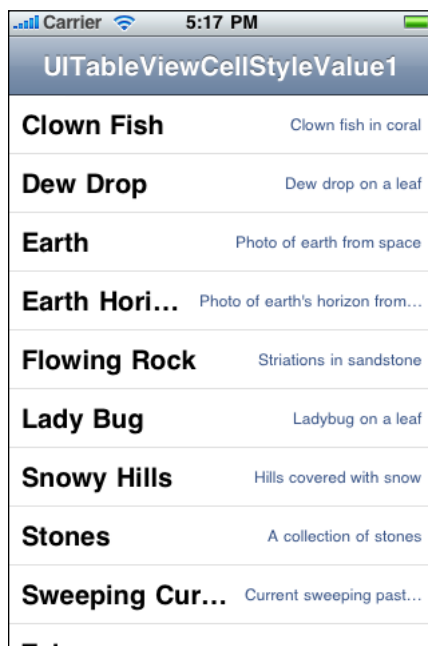 Carrier 5:17 PM
UITableViewCellStyleValue1
Clown Fish Clown fish in coral
Dew Drop Dew drop on a leaf
Earth Photo of earth from space
Earth Hori... Photo of earth's horizon from...
Flowing Rock Striations in sandstone
Lady Bug Ladybug on a leaf
Snowy Hills Hills covered with snow
Stones A collection of stones
Sweeping Cur... Current sweeping past...